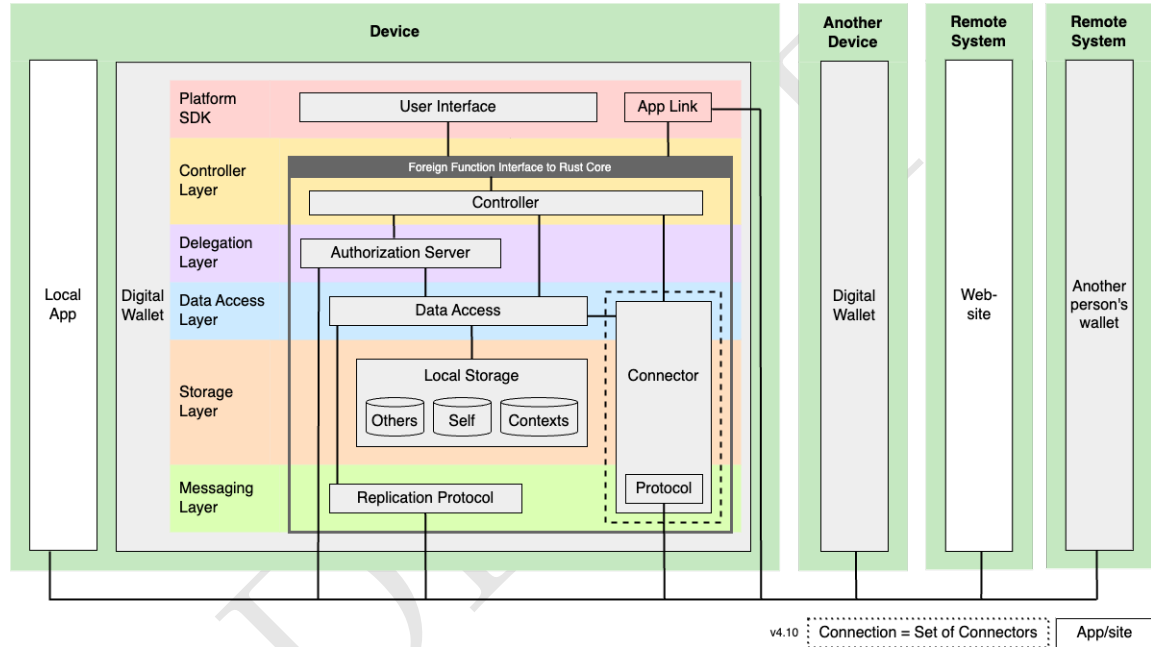 Device
Another
Device
Remote
System
Remote
System
Platform
SDK
User Interface
App Link
Controller
Layer
Foreign Function Interface to Rust Core
Controller
Delegation
Layer
Authorization Server
Local
App
Digital
Wallet
Data Access
Layer
Data Access
Digital
Wallet
Web-
site
Another
person's
wallet
Storage
Layer
Local Storage
Others
Self
Contexts
Connector
Messaging
Layer
Replication Protocol
Protocol
v4.10
Connection = Set of Connectors
App/site